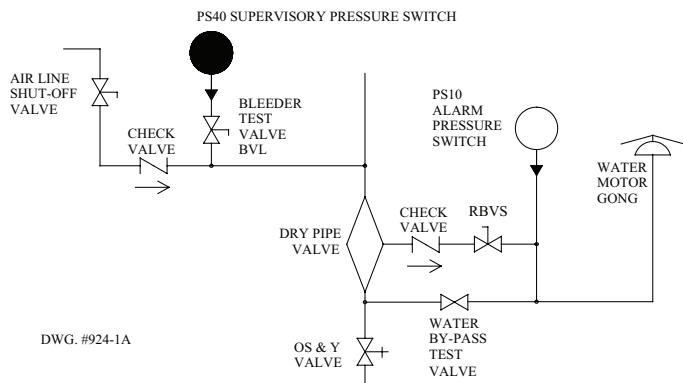 PS40 SUPERVISORY PRESSURE SWITCH
AIR LINE
SHUT-OFF
VALVE
BLEEDER
TEST
VALVE
BVL
CHECK
VALVE
PS10
ALARM
PRESSURE
SWITCH
WATER
MOTOR
GONG
DRY PIPE
VALVE
CHECK
VALVE
RBVS
WATER
BY-PASS
TEST
VALVE
OS & Y
VALVE
DWG. #924-1A